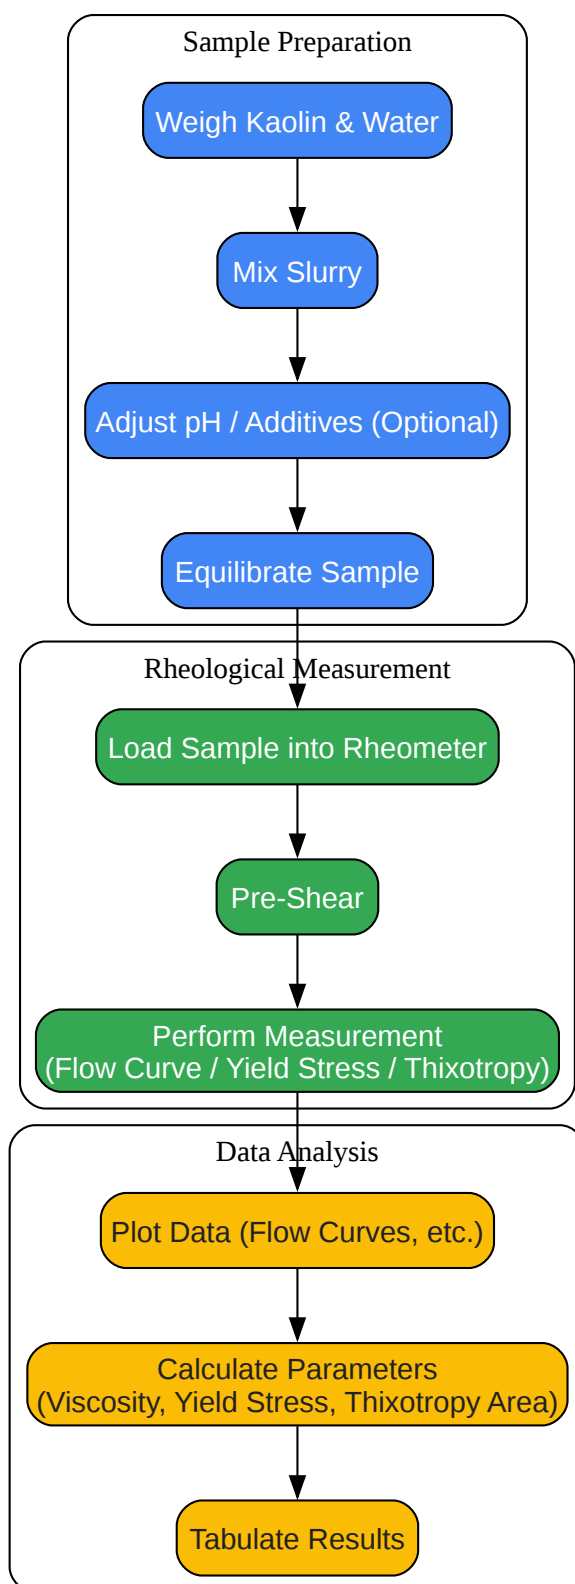 Sample Preparation
Weigh Kaolin & Water
Mix Slurry
Adjust pH / Additives (Optional)
Equilibrate Sample
Rheological Measurement
Load Sample into Rheometer
Pre-Shear
Perform Measurement
(Flow Curve / Yield Stress / Thixotropy)
Data Analysis
Plot Data (Flow Curves, etc.)
Calculate Parameters
(Viscosity, Yield Stress, Thixotropy Area)
Tabulate Results